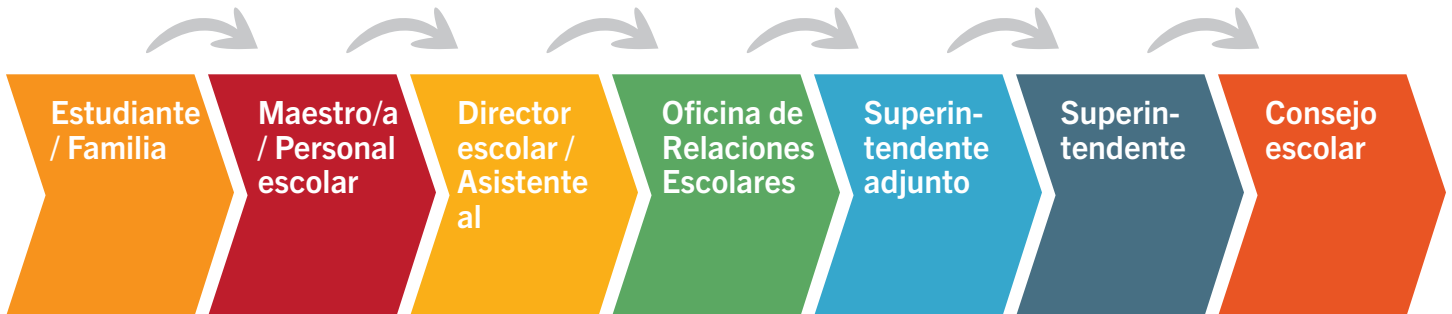 Estudiante
/ Familia
Maestro/a
/ Personal
escolar
Director
escolar /
Asistente
al
Oficina de
Relaciones
Escolares
Superin-
tendente
adjunto
Superin-
tendente
Consejo
escolar